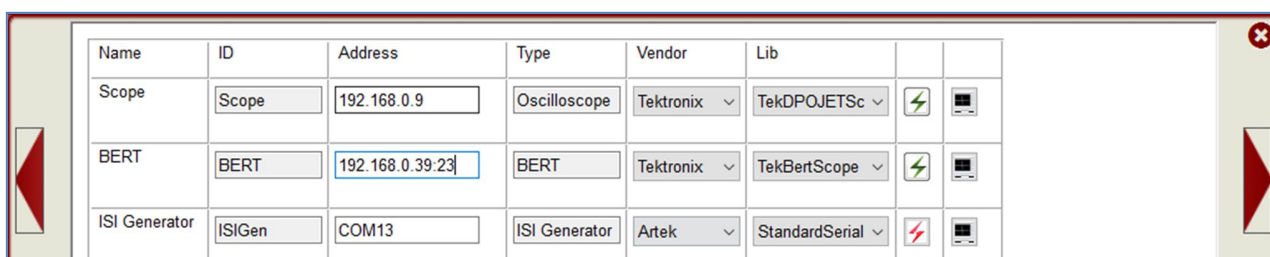 Name ID Address Type Vendor Lib
Scope Scope 192.168.0.9 Oscilloscope Tektronix TekDPOJETSc
BERT BERT 192.168.0.39:23 BERT Tektronix TekBertScope
ISI Generator ISIGen COM13 ISI Generator Artek StandardSerial